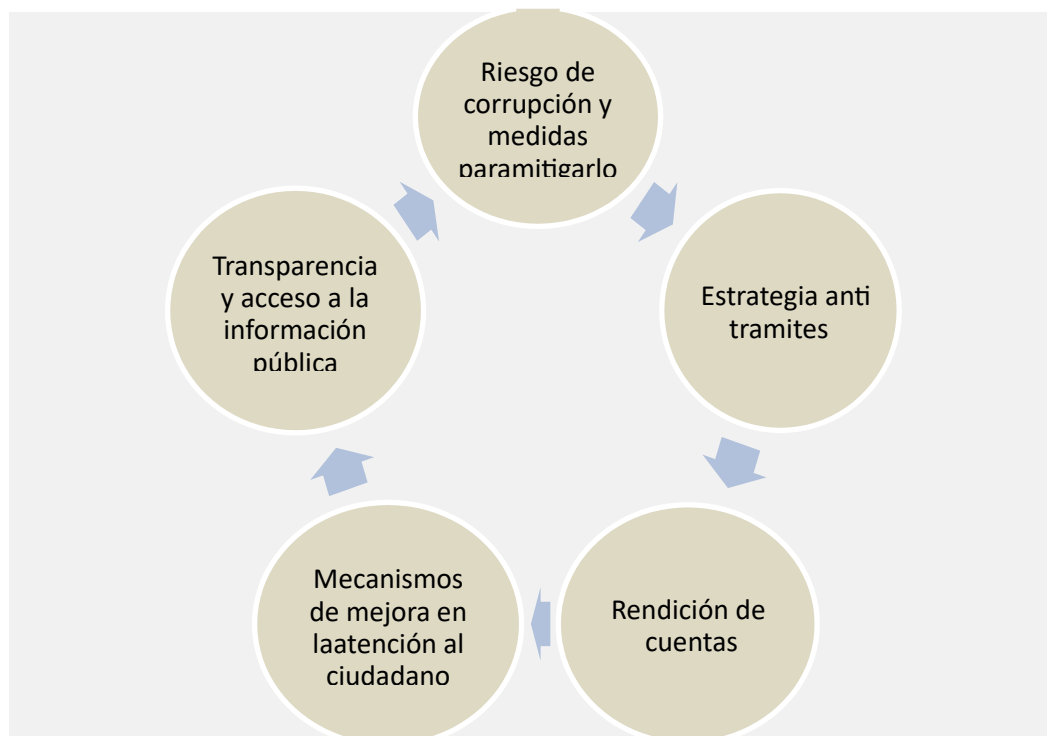 Riesgo de
corrupción y
medidas
paramitigarlo
Estrategia anti
tramites
Rendición de
cuentas
Mecanismos
de mejora en
laatención al
ciudadano
Transparencia
y acceso a la
información
pública